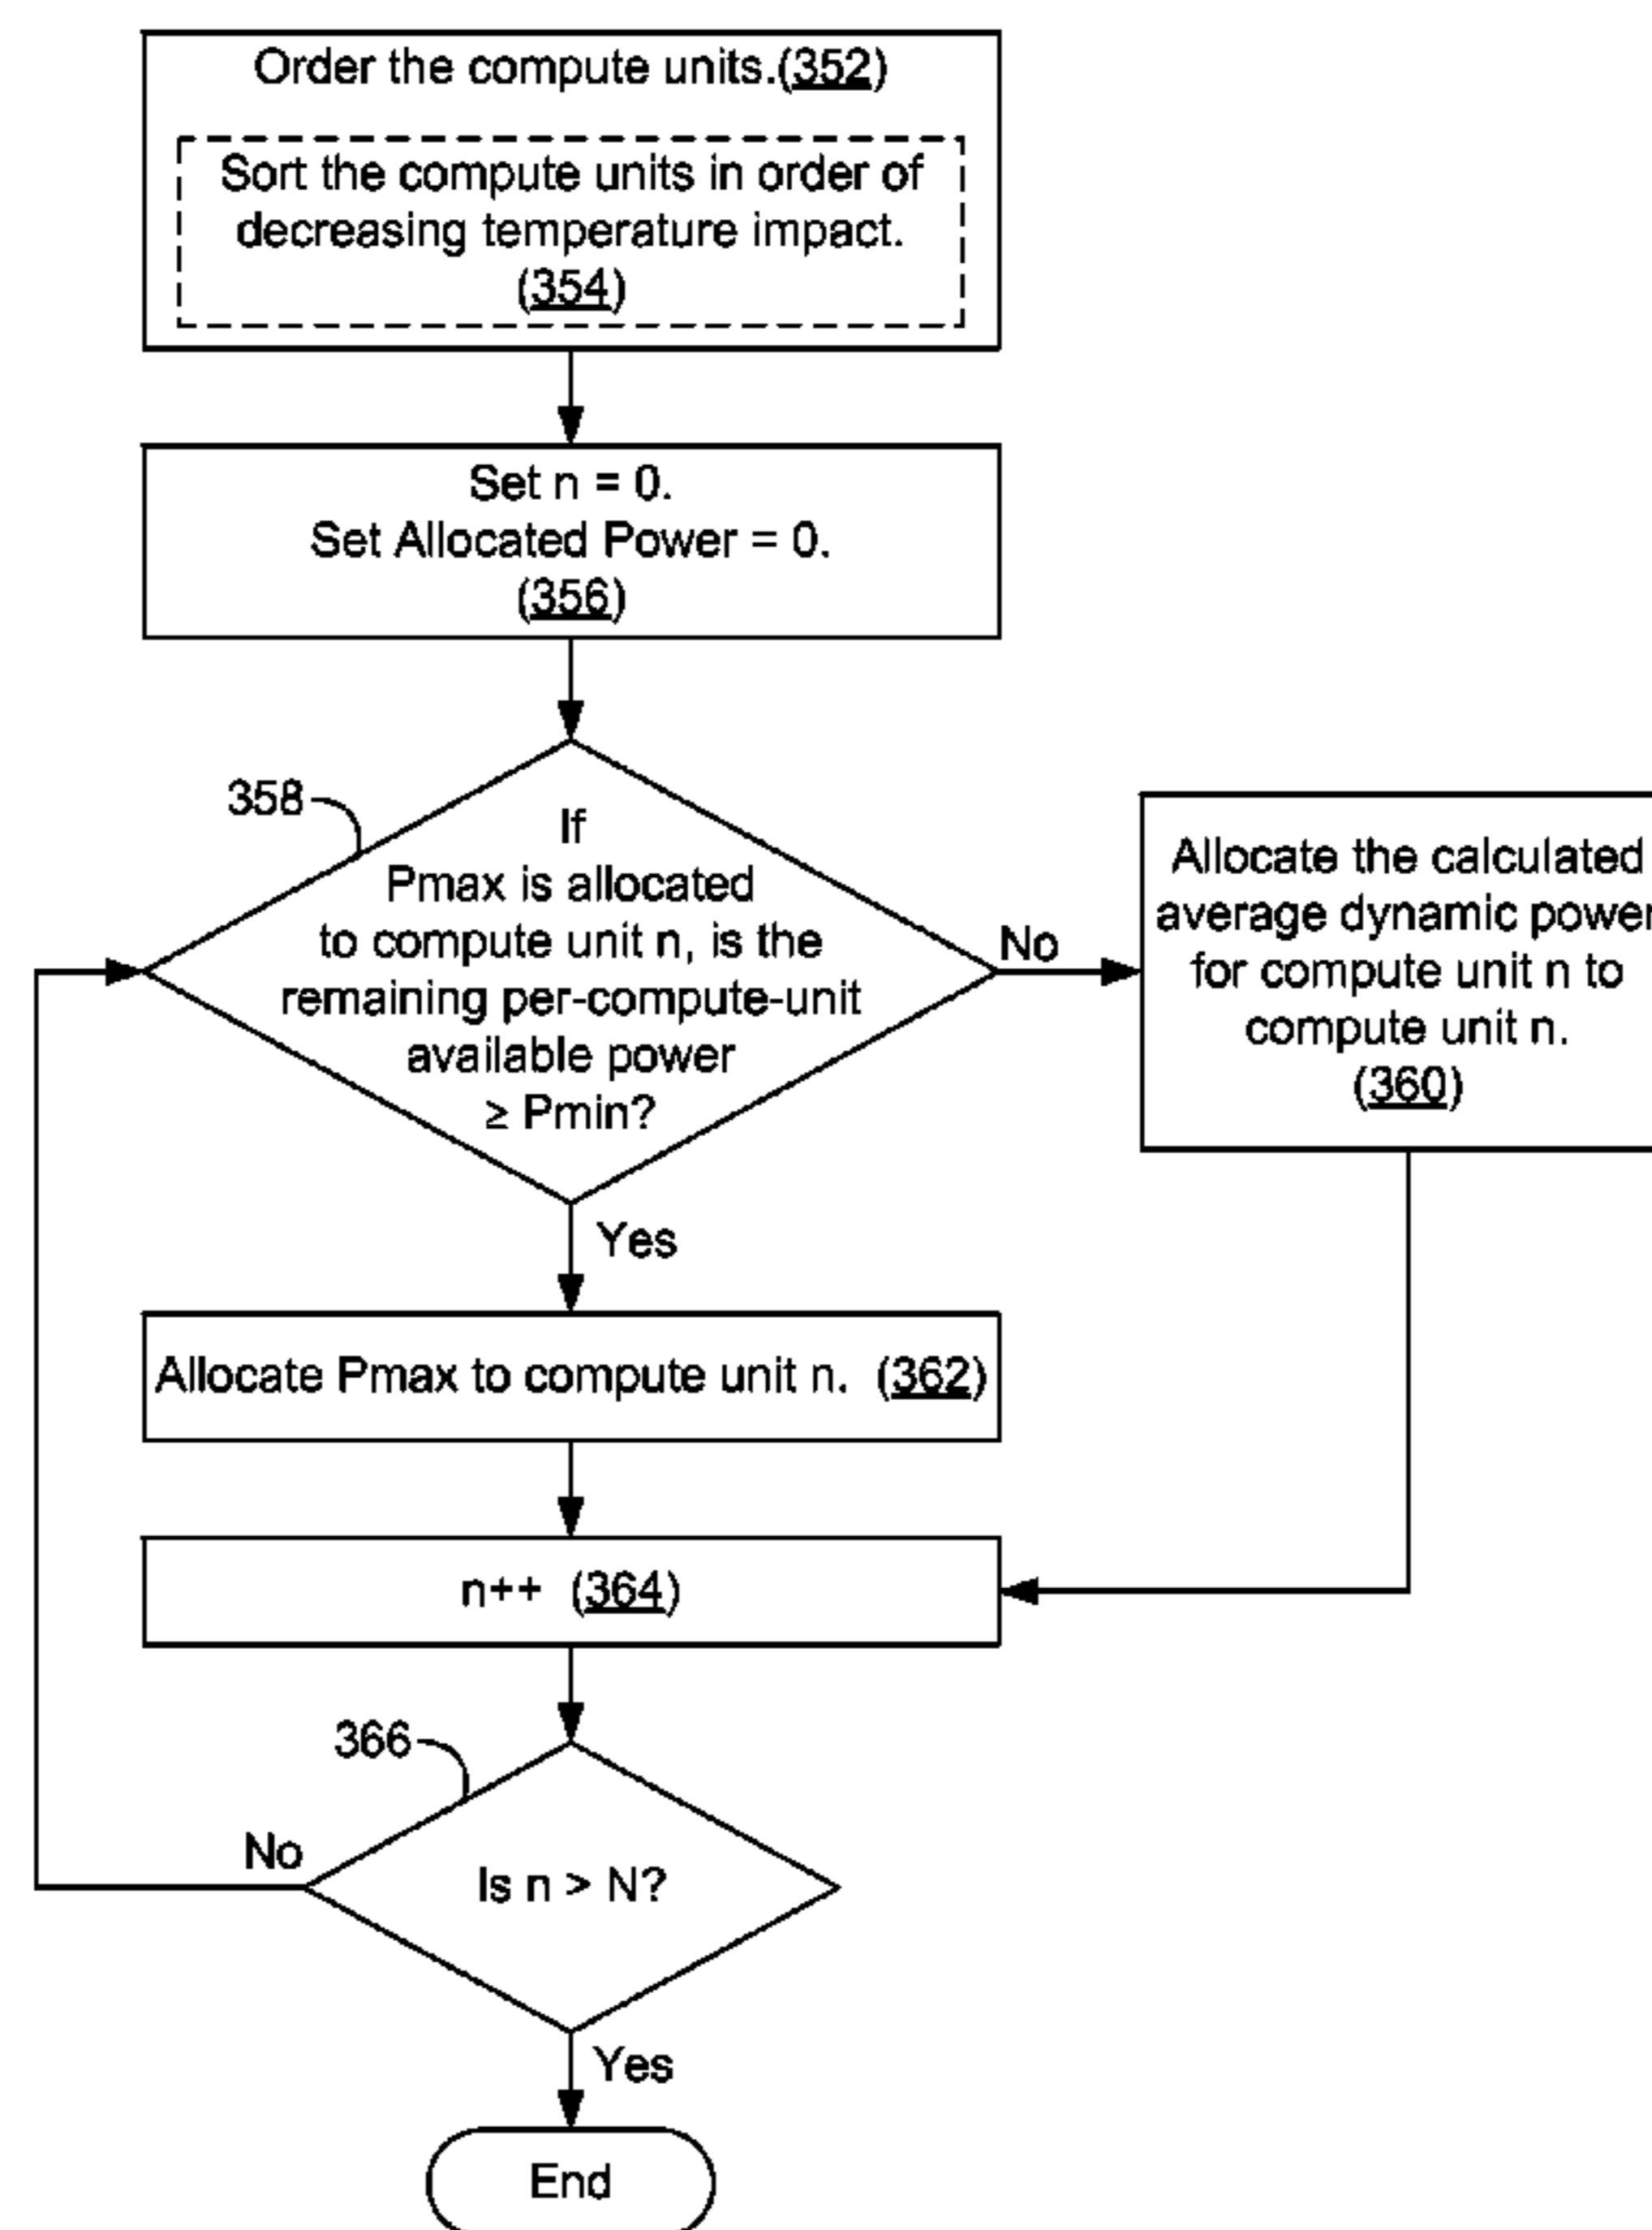 Order the compute units.(352)
Sort the compute units in order of
decreasing temperature impact.
(354)
Set n = 0.
Set Allocated Power = 0.
(356)
358
If
Pmax is allocated
to compute unit n, is the
remaining per-compute-unit
available power
≥ Pmin?
No
Allocate the calculated
average dynamic power
for compute unit n to
compute unit n.
(360)
Yes
Allocate Pmax to compute unit n. (362)
n++ (364)
366
No
Is n > N?
Yes
End